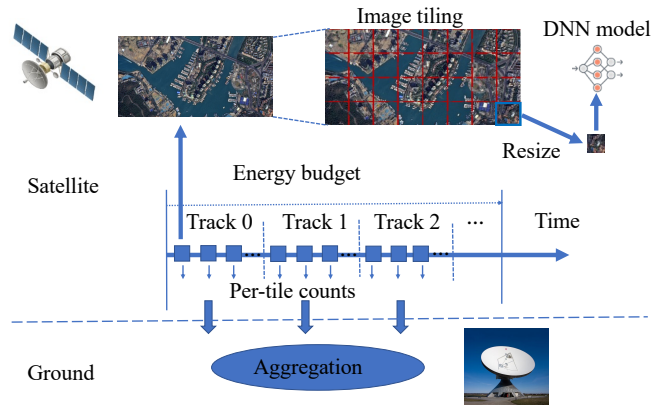 Image tiling
DNN model
Resize
Energy budget
Satellite
Track 0
Track 1
Track 2
...
Time
... ... ...
Per-tile counts
Aggregation
Ground